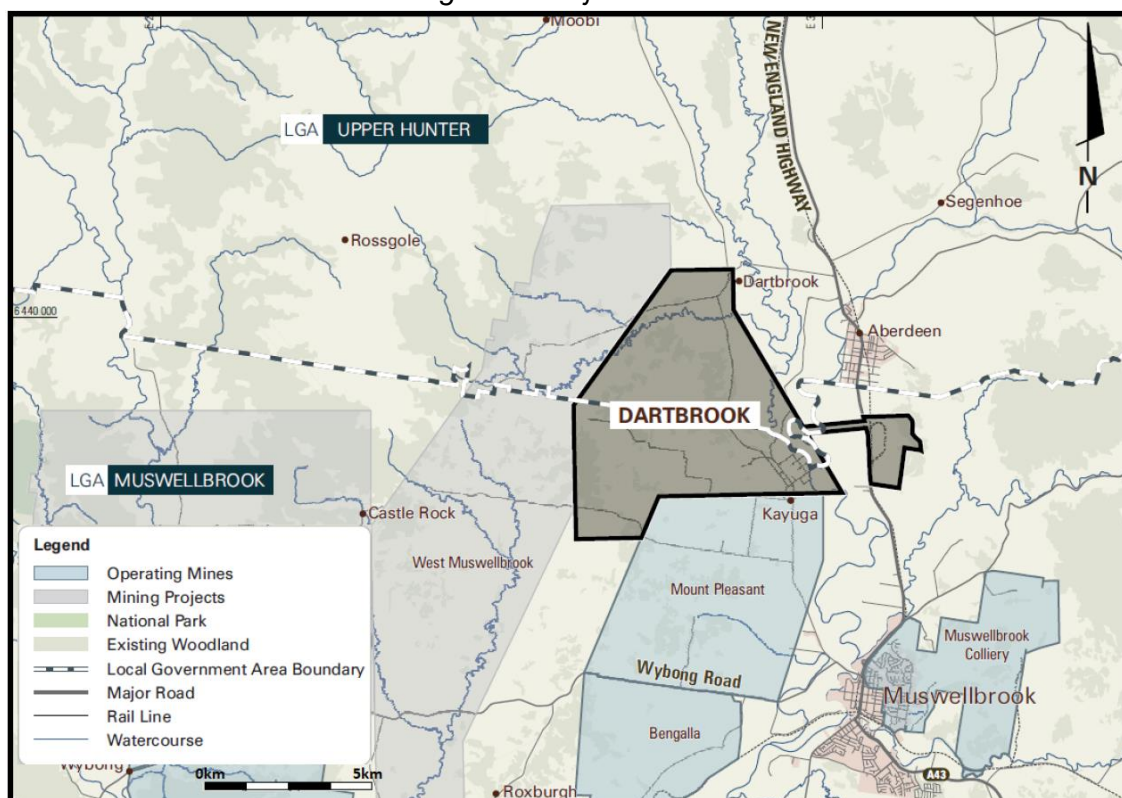 Moobi
NEW ENGLAND HIGHWAY
LGA UPPER HUNTER
N
Segenhoe
Rossgole
Dartbrook
6 440 000
Aberdeen
DARTBROOK
LGA MUSWELLBROOK
Castle Rock
Kayuga
West Muswellbrook
Mount Pleasant
Muswellbrook
Colliery
Wybong Road
Muswellbrook
Bengalla
Legend
Operating Mines
Mining Projects
National Park
Existing Woodland
Local Government Area Boundary
Major Road
Rail Line
Watercourse
Wybong
0km
5km
Roxburgh
A43